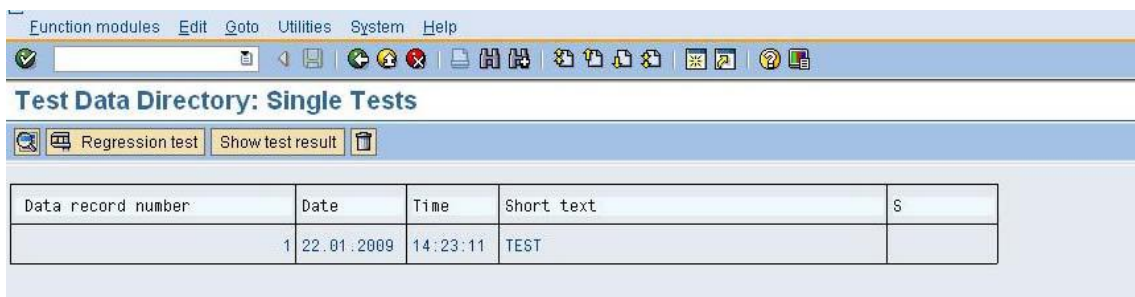 Function modules Edit Goto Utilities System Help
Test Data Directory: Single Tests
Regression test Show test result
Data record number Date Time Short text S
1 22.01.2009 14:23:11 TEST